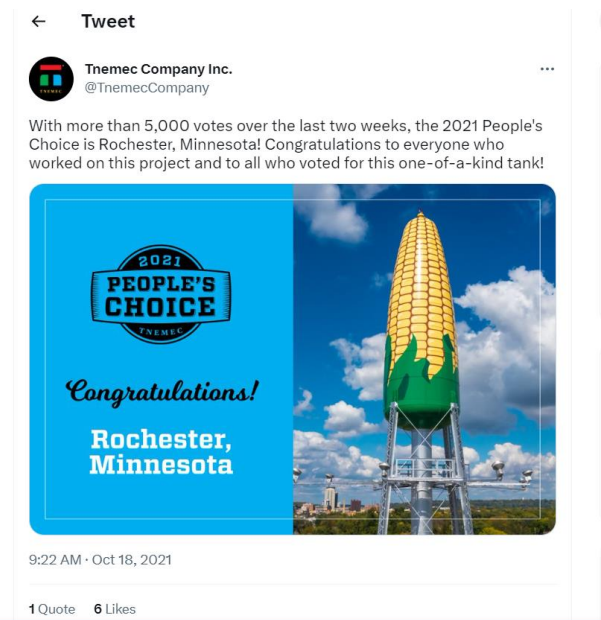 Tweet
Tnemec Company Inc.
@TnemecCompany
With more than 5,000 votes over the last two weeks, the 2021 People's
Choice is Rochester, Minnesota! Congratulations to everyone who
worked on this project and to all who voted for this one-of-a-kind tank!
2021
PEOPLE'S
CHOICE
TNEMEC
Congratulations!
Rochester,
Minnesota
9:22 AM · Oct 18, 2021
1 Quote 6 Likes